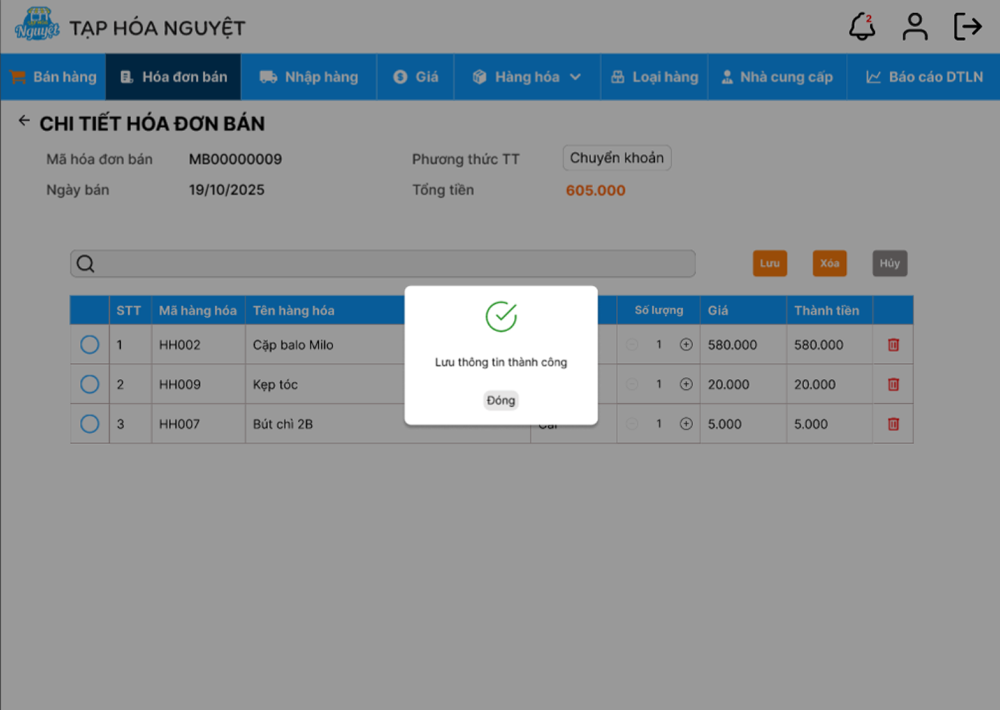 Nguyệt TẠP HÓA NGUYỆT 2
Bán hàng Hóa đơn bán Nhập hàng Giá Hàng hóa Loại hàng Nhà cung cấp Báo cáo DTLN
CHI TIẾT HÓA ĐƠN BÁN
Mã hóa đơn bán MB00000009 Phương thức TT Chuyển khoản
Ngày bán 19/10/2025 Tổng tiền 605.000
Lưu Xóa Hủy
STT Mã hàng hóa Tên hàng hóa Số lượng Giá Thành tiền
1 HH002 Cặp balo Milo 1 580.000 580.000
Lưu thông tin thành công
2 HH009 Kẹp tóc 1 20.000 20.000
Đóng
3 HH007 Bút chì 2B 1 5.000 5.000